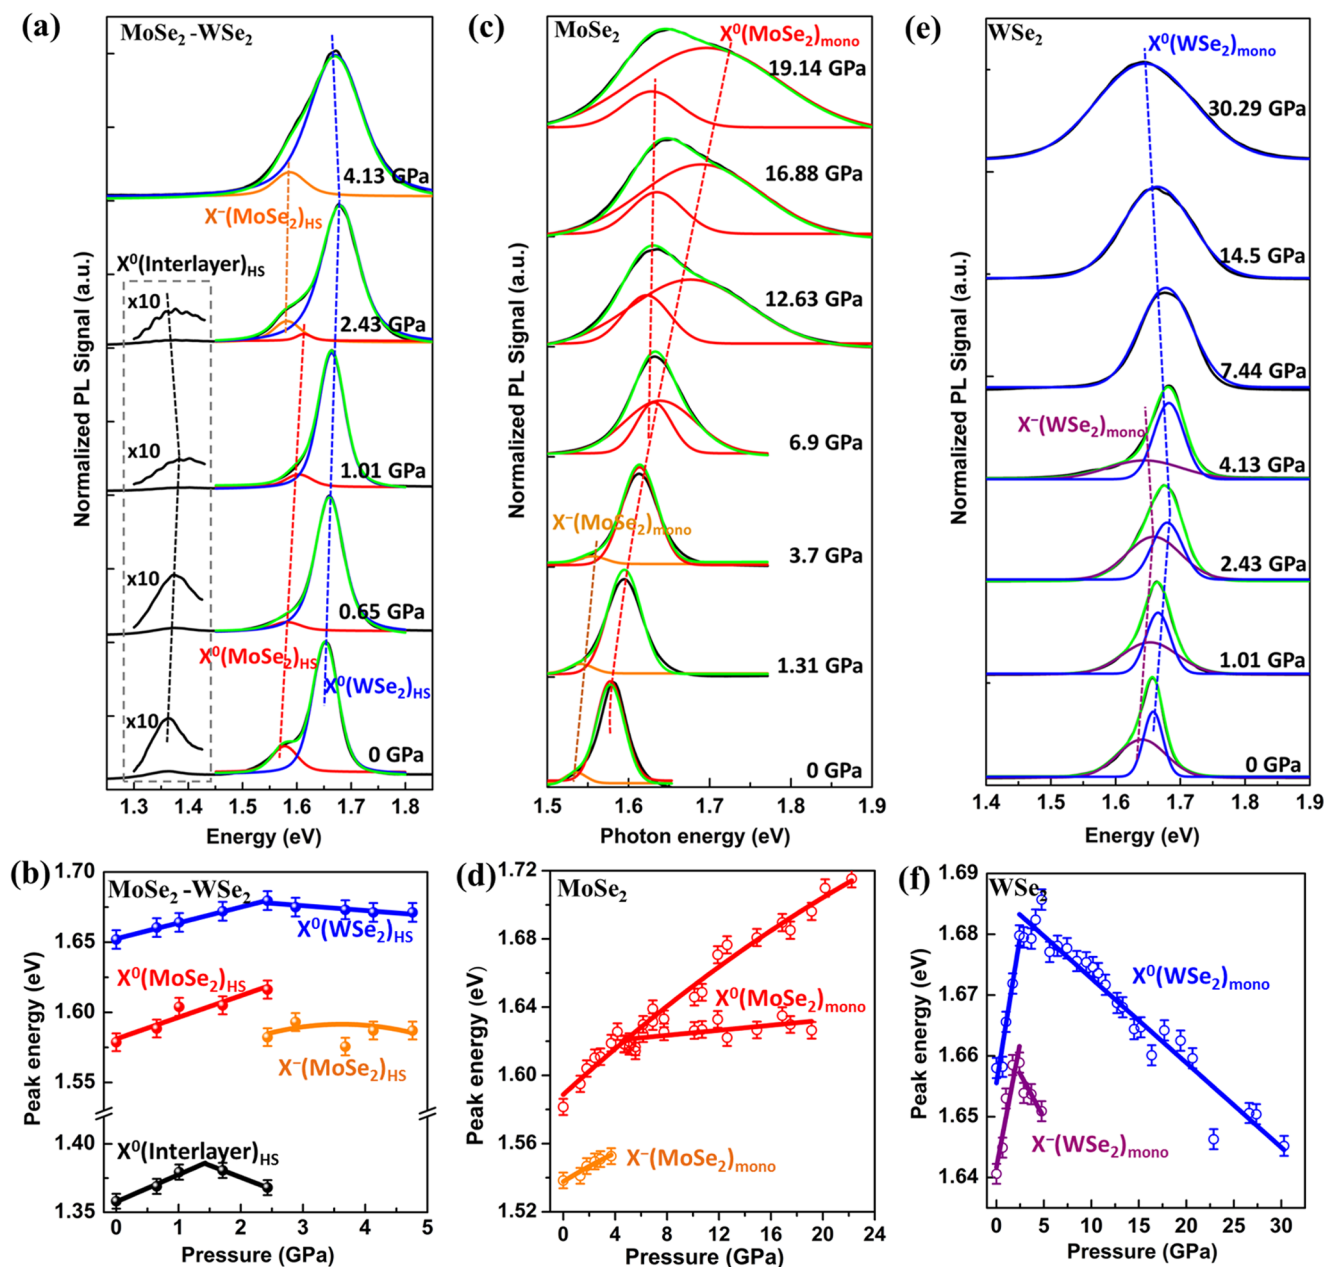 (a)
MoSe₂ -WSe₂
4.13 GPa
X⁻(MoSe₂)HS
X⁰(Interlayer)HS
x10
2.43 GPa
x10
1.01 GPa
x10
0.65 GPa
X⁰(MoSe₂)HS
X⁰(WSe₂)HS
x10
0 GPa
Normalized PL Signal (a.u.)
1.3 1.4 1.5 1.6 1.7 1.8
Energy (eV)
(c)
MoSe₂
X⁰(MoSe₂)mono
19.14 GPa
16.88 GPa
12.63 GPa
6.9 GPa
X⁻(MoSe₂)mono
3.7 GPa
1.31 GPa
0 GPa
Normalized PL Signal (a.u.)
1.5 1.6 1.7 1.8 1.9
Photon energy (eV)
(e)
WSe₂
X⁰(WSe₂)mono
30.29 GPa
14.5 GPa
7.44 GPa
X⁻(WSe₂)mono
4.13 GPa
2.43 GPa
1.01 GPa
0 GPa
Normalized PL Signal (a.u.)
1.4 1.5 1.6 1.7 1.8 1.9
Energy (eV)
(b)
MoSe₂ -WSe₂
1.70
1.65
1.60
1.55
1.40
1.35
Peak energy (eV)
X⁰(WSe₂)HS
X⁰(MoSe₂)HS
X⁻(MoSe₂)HS
X⁰(Interlayer)HS
0 1 2 3 4 5
Pressure (GPa)
(d)
MoSe₂
1.72
1.68
1.64
1.60
1.56
1.52
Peak energy (eV)
X⁰(MoSe₂)mono
X⁻(MoSe₂)mono
0 4 8 12 16 20 24
Pressure (GPa)
(f)
WSe₂
1.69
1.68
1.67
1.66
1.65
1.64
Peak energy (eV)
X⁰(WSe₂)mono
X⁻(WSe₂)mono
0 5 10 15 20 25 30
Pressure (GPa)